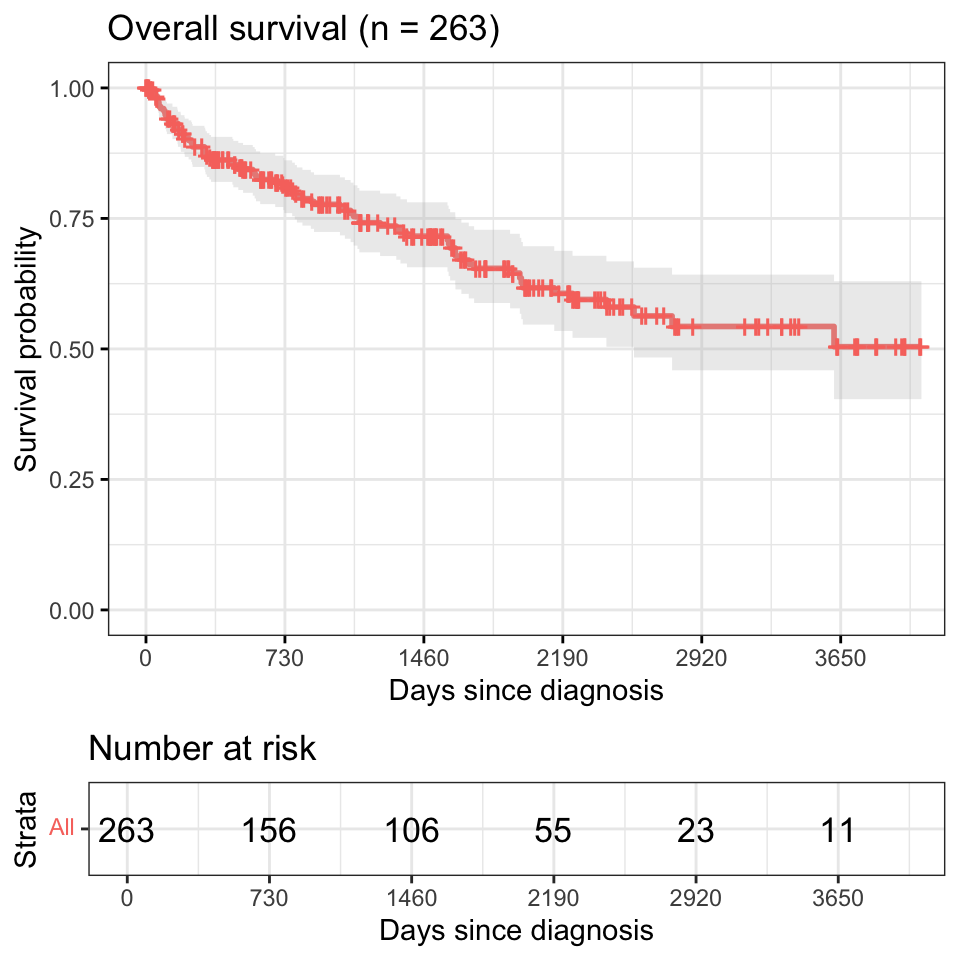 Overall survival (n = 263)
Survival probability
1.00
0.75
0.50
0.25
0.00
0 730 1460 2190 2920 3650
Days since diagnosis
Number at risk
Strata
All 263 156 106 55 23 11
0 730 1460 2190 2920 3650
Days since diagnosis